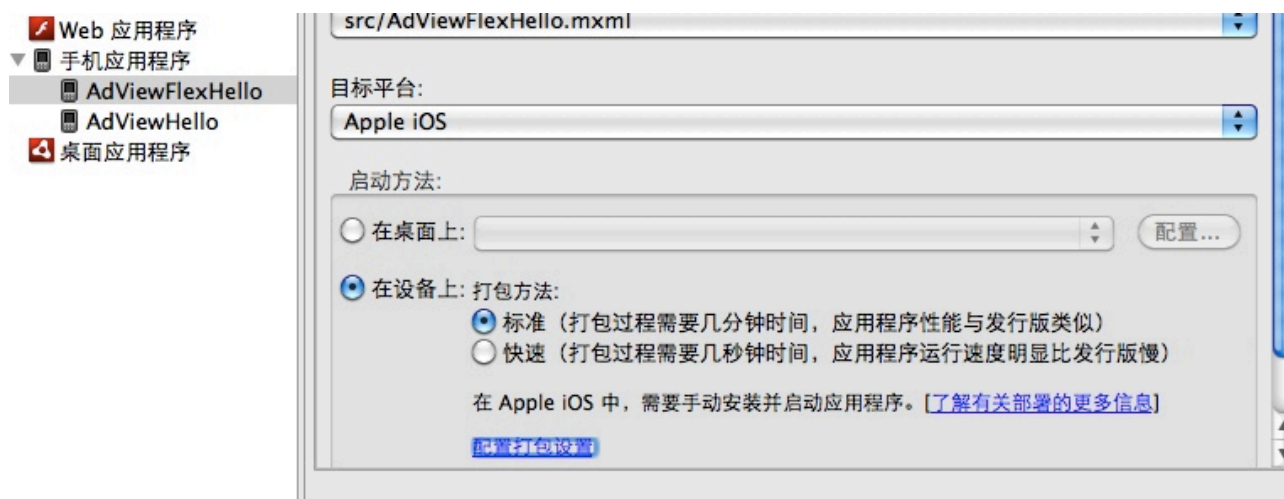 Web 应用程序
手机应用程序
AdViewFlexHello
AdViewHello
桌面应用程序
src/AdViewFlexHello.mxml
目标平台:
Apple iOS
启动方法:
在桌面上:
配置...
在设备上: 打包方法:
标准（打包过程需要几分钟时间，应用程序性能与发行版类似）
快速（打包过程需要几秒钟时间，应用程序运行速度明显比发行版慢）
在 Apple iOS 中，需要手动安装并启动应用程序。[了解有关部署的更多信息]
配置打包设置